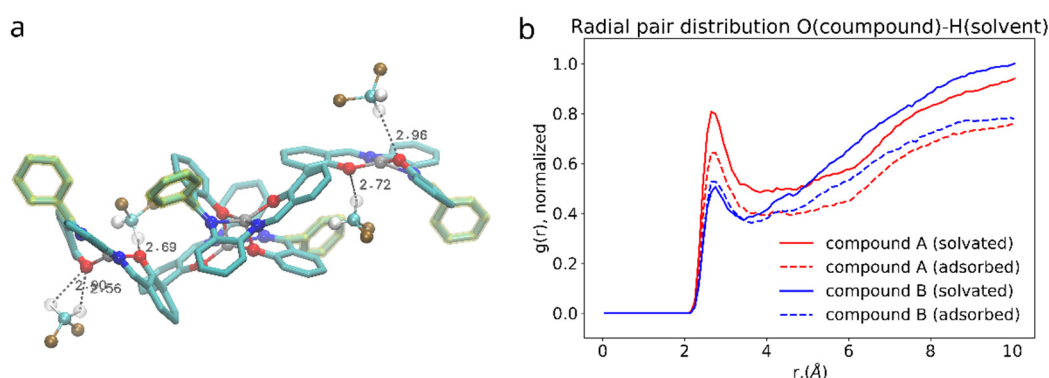 a
2.96
2.72
2.69
2.90
2.56
b
Radial pair distribution O(coumpound)-H(solvent)
g(r), normalized
1.0
0.8
0.6
0.4
0.2
0.0
compound A (solvated)
compound A (adsorbed)
compound B (solvated)
compound B (adsorbed)
0 2 4 6 8 10
r,(Å)